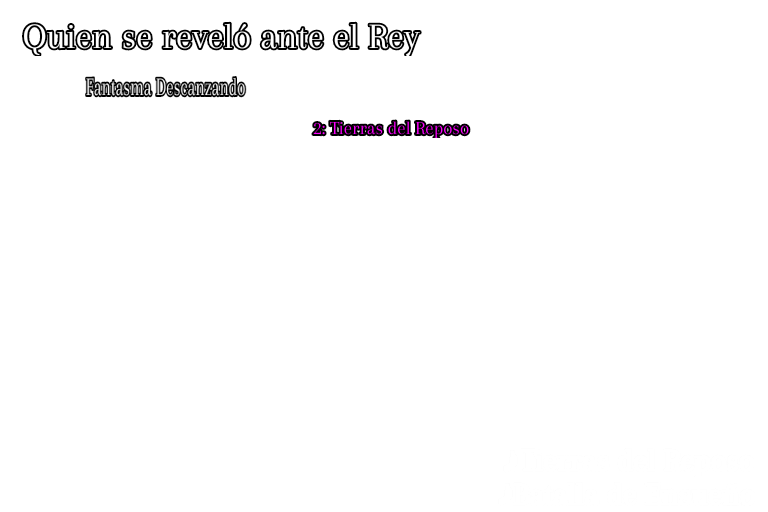 Quien se reveló ante el Rey
Fantasma Descanzando
2: Tierras del Reposo